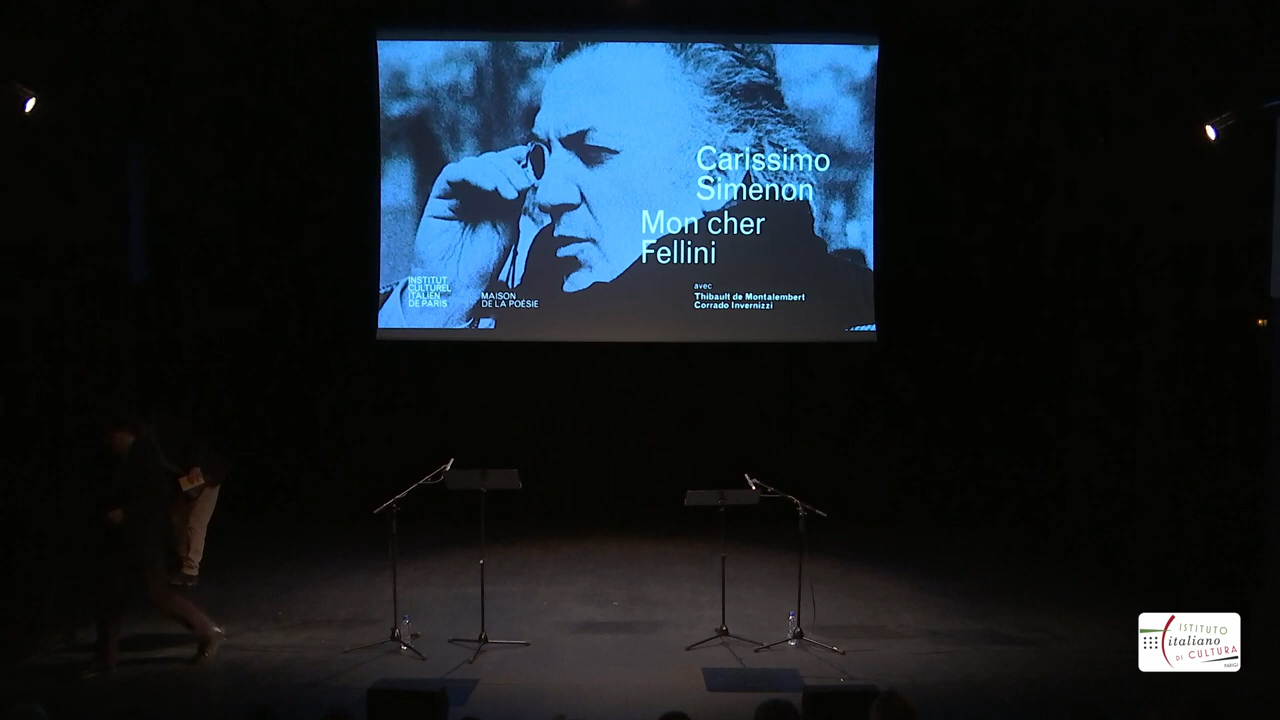 Carissimo
Simenon
Mon cher
Fellini
INSTITUT
CULTUREL
ITALIEN
DE PARIS
MAISON
DE LA POÉSIE
avec
Thibault de Montalembert
Corrado Invernizzi
ISTITUTO
italiano
DI CULTURA
PARIGI